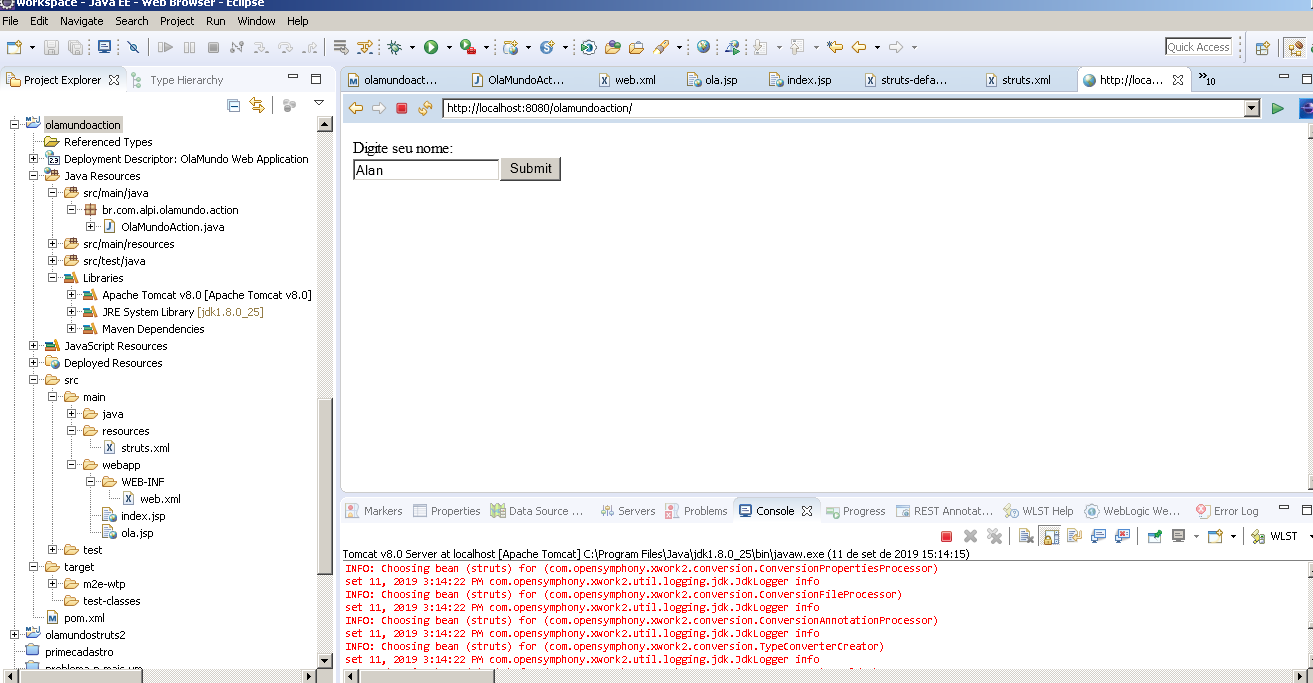 workspace - Java EE - Web Browser - Eclipse
File Edit Navigate Search Project Run Window Help
Quick Access
Project Explorer Type Hierarchy
olamundoaction
Referenced Types
Deployment Descriptor: OlaMundo Web Application
Java Resources
src/main/java
br.com.alpi.olamundo.action
OlaMundoAction.java
src/main/resources
src/test/java
Libraries
Apache Tomcat v8.0 [Apache Tomcat v8.0]
JRE System Library [jdk1.8.0_25]
Maven Dependencies
JavaScript Resources
Deployed Resources
src
main
java
resources
struts.xml
webapp
WEB-INF
web.xml
index.jsp
ola.jsp
test
target
m2e-wtp
test-classes
pom.xml
olamundostruts2
primecadastro
problema-n-mais-um
olamundoact... OlaMundoAct... web.xml ola.jsp index.jsp struts-defa... struts.xml http://loca... »10
http://localhost:8080/olamundoaction/
Digite seu nome:
Alan Submit
Markers Properties Data Source ... Servers Problems Console Progress REST Annotat... WLST Help WebLogic We... Error Log
WLST
Tomcat v8.0 Server at localhost [Apache Tomcat] C:\Program Files\Java\jdk1.8.0_25\bin\javaw.exe (11 de set de 2019 15:14:15)
INFO: Choosing bean (struts) for (com.opensymphony.xwork2.conversion.ConversionPropertiesProcessor)
set 11, 2019 3:14:22 PM com.opensymphony.xwork2.util.logging.jdk.JdkLogger info
INFO: Choosing bean (struts) for (com.opensymphony.xwork2.conversion.ConversionFileProcessor)
set 11, 2019 3:14:22 PM com.opensymphony.xwork2.util.logging.jdk.JdkLogger info
INFO: Choosing bean (struts) for (com.opensymphony.xwork2.conversion.ConversionAnnotationProcessor)
set 11, 2019 3:14:22 PM com.opensymphony.xwork2.util.logging.jdk.JdkLogger info
INFO: Choosing bean (struts) for (com.opensymphony.xwork2.conversion.TypeConverterCreator)
set 11, 2019 3:14:22 PM com.opensymphony.xwork2.util.logging.jdk.JdkLogger info